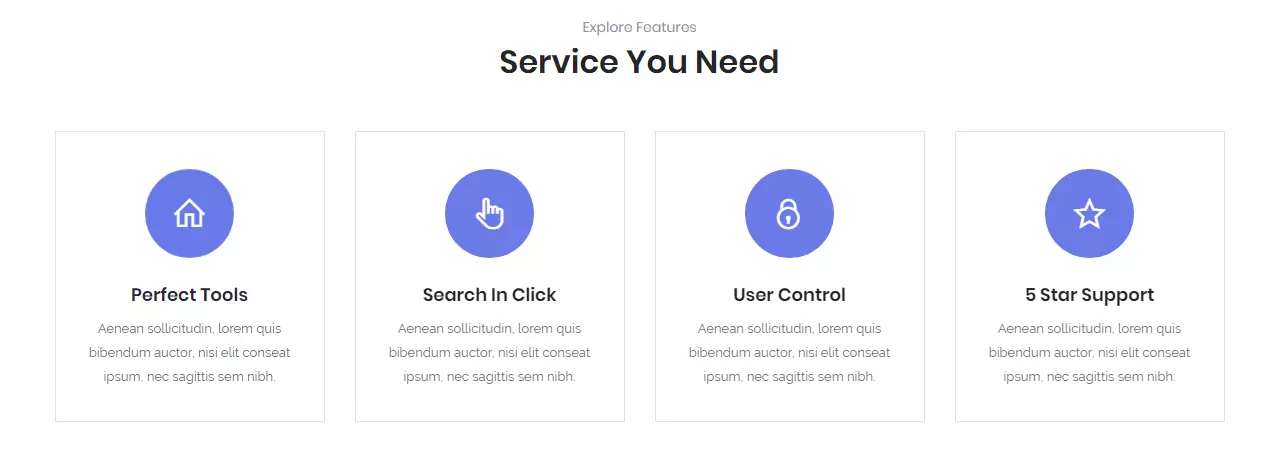 Explore Features
Service You Need
Perfect Tools
Aenean sollicitudin, lorem quis
bibendum auctor, nisi elit conseat
ipsum, nec sagittis sem nibh.
Search In Click
Aenean sollicitudin, lorem quis
bibendum auctor, nisi elit conseat
ipsum, nec sagittis sem nibh.
User Control
Aenean sollicitudin, lorem quis
bibendum auctor, nisi elit conseat
ipsum, nec sagittis sem nibh.
5 Star Support
Aenean sollicitudin, lorem quis
bibendum auctor, nisi elit conseat
ipsum, nec sagittis sem nibh.